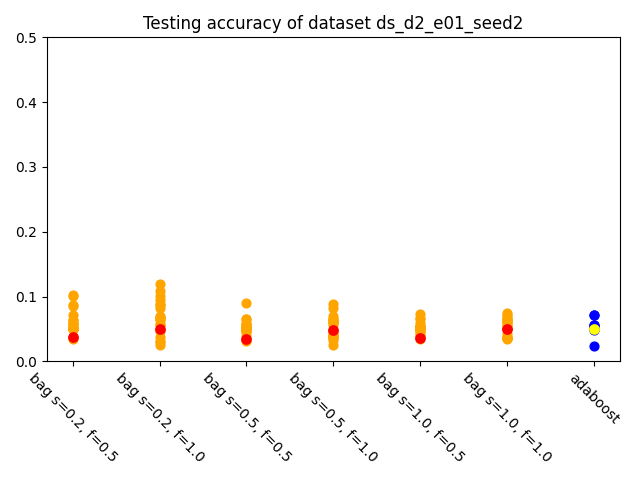 Testing accuracy of dataset ds_d2_e01_seed2
0.5
0.4
0.3
0.2
0.1
0.0
bag s=0.2, f=0.5
bag s=0.2, f=1.0
bag s=0.5, f=0.5
bag s=0.5, f=1.0
bag s=1.0, f=0.5
bag s=1.0, f=1.0
adaboost